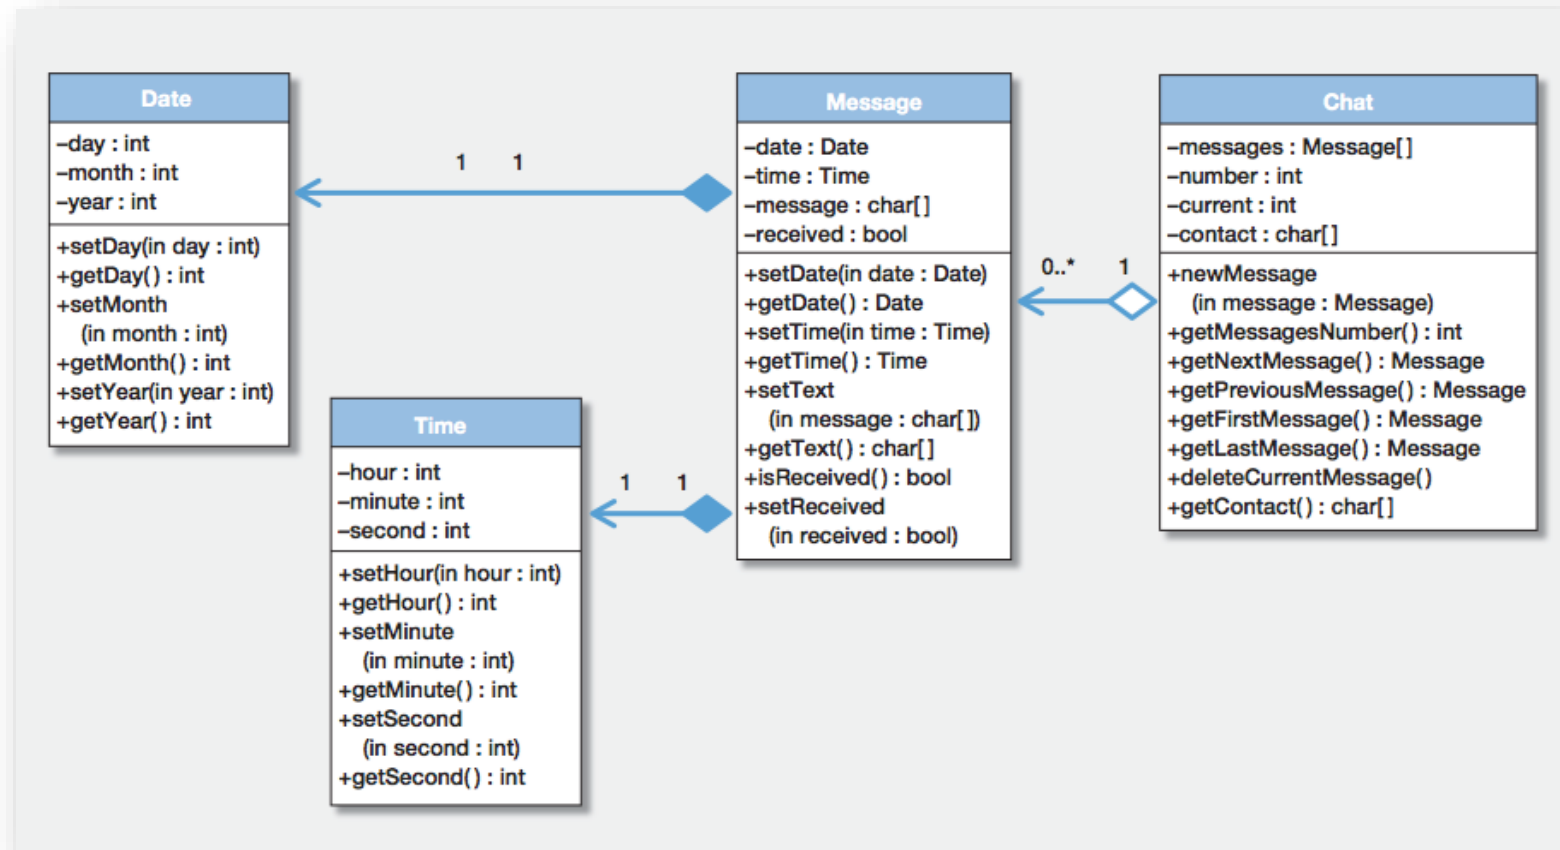 Date
–day : int
–month : int
–year : int
+setDay(in day : int)
+getDay() : int
+setMonth
(in month : int)
+getMonth() : int
+setYear(in year : int)
+getYear() : int
1 1
Time
–hour : int
–minute : int
–second : int
+setHour(in hour : int)
+getHour() : int
+setMinute
(in minute : int)
+getMinute() : int
+setSecond
(in second : int)
+getSecond() : int
1 1
Message
–date : Date
–time : Time
–message : char[]
–received : bool
+setDate(in date : Date)
+getDate() : Date
+setTime(in time : Time)
+getTime() : Time
+setText
(in message : char[])
+getText() : char[]
+isReceived() : bool
+setReceived
(in received : bool)
0..* 1
Chat
–messages : Message[]
–number : int
–current : int
–contact : char[]
+newMessage
(in message : Message)
+getMessagesNumber() : int
+getNextMessage() : Message
+getPreviousMessage() : Message
+getFirstMessage() : Message
+getLastMessage() : Message
+deleteCurrentMessage()
+getContact() : char[]